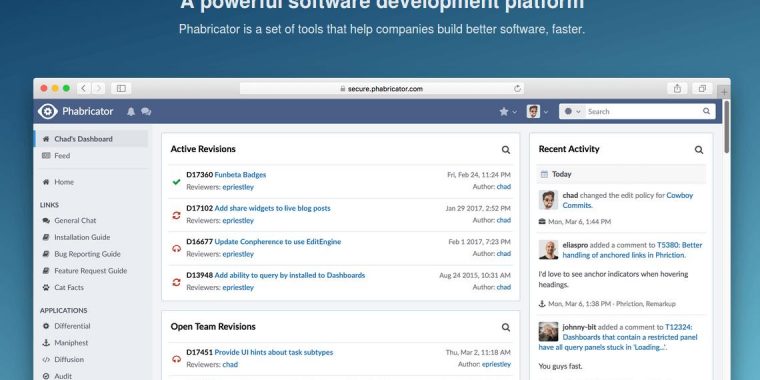 A powerful software development platform
Phabricator is a set of tools that help companies build better software, faster.
secure.phabricator.com
Phabricator
Search
Chad's Dashboard
Feed
Home
LINKS
General Chat
Installation Guide
Bug Reporting Guide
Feature Request Guide
Cat Facts
APPLICATIONS
Differential
Maniphest
Diffusion
Audit
Active Revisions
D17360 Funbeta Badges
Fri, Feb 24, 11:24 PM
Reviewers: epriestley
Author: chad
D17102 Add share widgets to live blog posts
Jan 29 2017, 2:52 PM
Reviewers: epriestley
Author: chad
D16677 Update Conpherence to use EditEngine
Feb 1 2017, 7:23 PM
Reviewers: epriestley
Author: chad
D13948 Add ability to query by installed to Dashboards
Aug 24 2015, 10:31 AM
Reviewers: epriestley
Author: chad
Open Team Revisions
D17451 Provide UI hints about task subtypes
Thu, Mar 2, 11:18 AM
Reviewers: chad
Author: epriestley
Recent Activity
Today
chad changed the edit policy for Cowboy
Commits.
Mon, Mar 6, 1:44 PM
eliaspro added a comment to T5380: Better
handling of anchored links in Phriction.
I'd love to see anchor indicators when hovering
headings.
Mon, Mar 6, 1:38 PM · Phriction, Remarkup
johnny-bit added a comment to T12324:
Dashboards that contain a restricted panel
have all query panels stuck in 'Loading...'.
You guys fast.